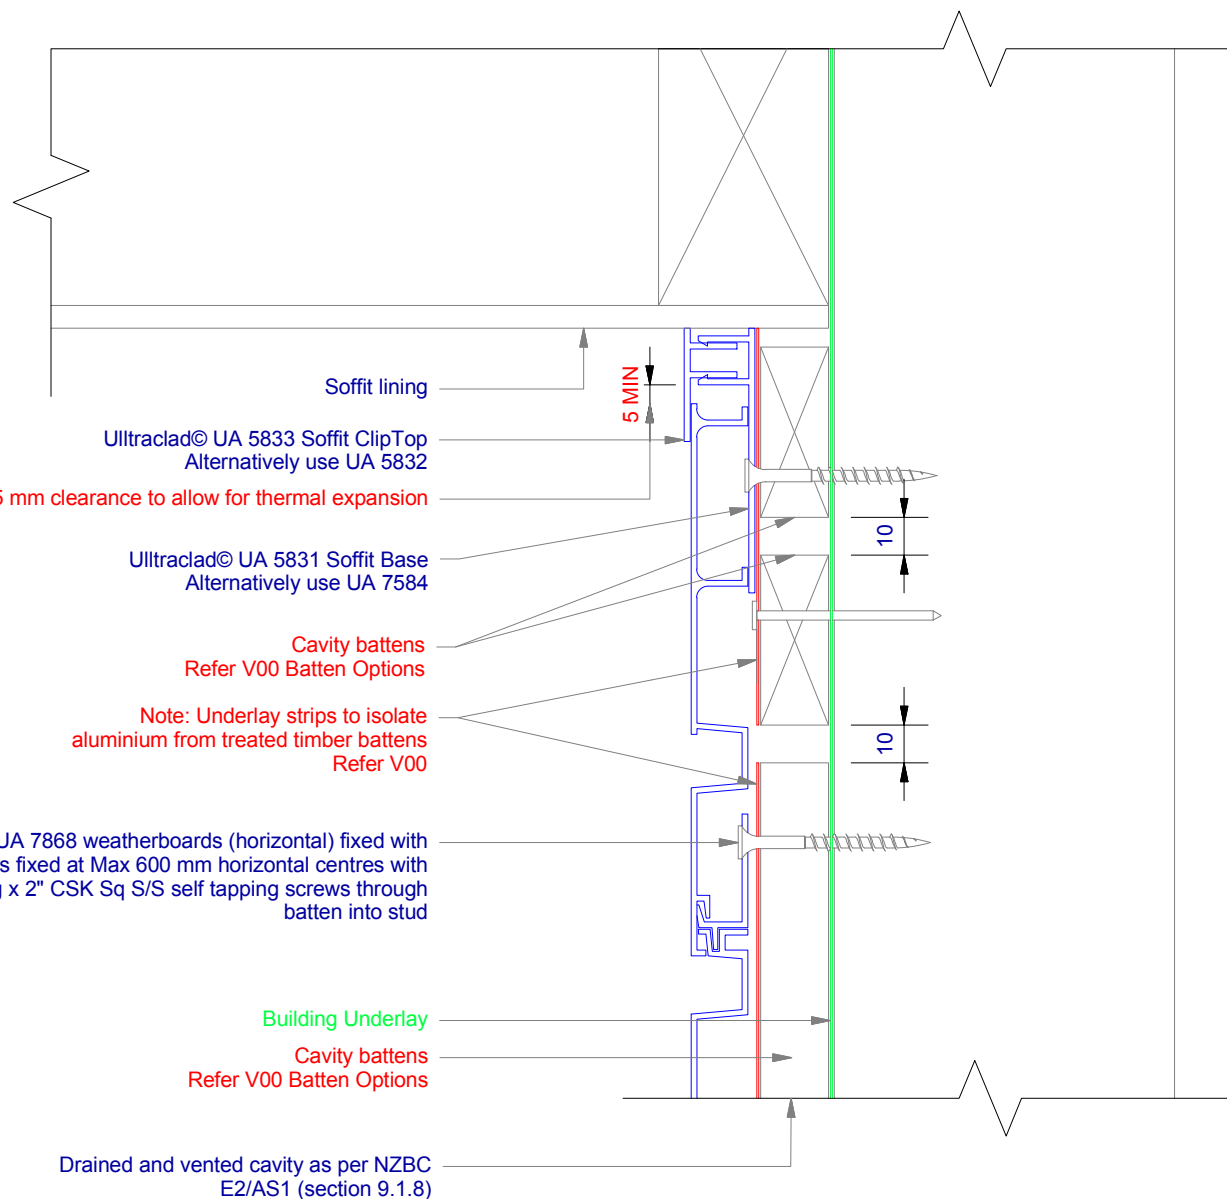 Soffit lining
5 MIN
Ulltraclad© UA 5833 Soffit ClipTop
Alternatively use UA 5832
5 mm clearance to allow for thermal expansion
10
Ulltraclad© UA 5831 Soffit Base
Alternatively use UA 7584
Cavity battens
Refer V00 Batten Options
Note: Underlay strips to isolate
aluminium from treated timber battens
Refer V00
10
UA 7868 weatherboards (horizontal) fixed with
fixed at Max 600 mm horizontal centres with
x 2" CSK Sq S/S self tapping screws through
batten into stud
Building Underlay
Cavity battens
Refer V00 Batten Options
Drained and vented cavity as per NZBC
E2/AS1 (section 9.1.8)